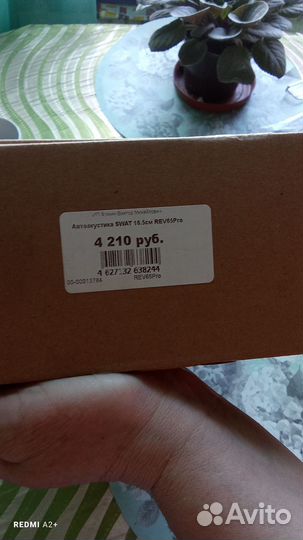 Автоакустика SWAT 16.5см REV65Pro
4 210 руб.
4 627132 638244
REV65Pro
REDMI A2+
Avito